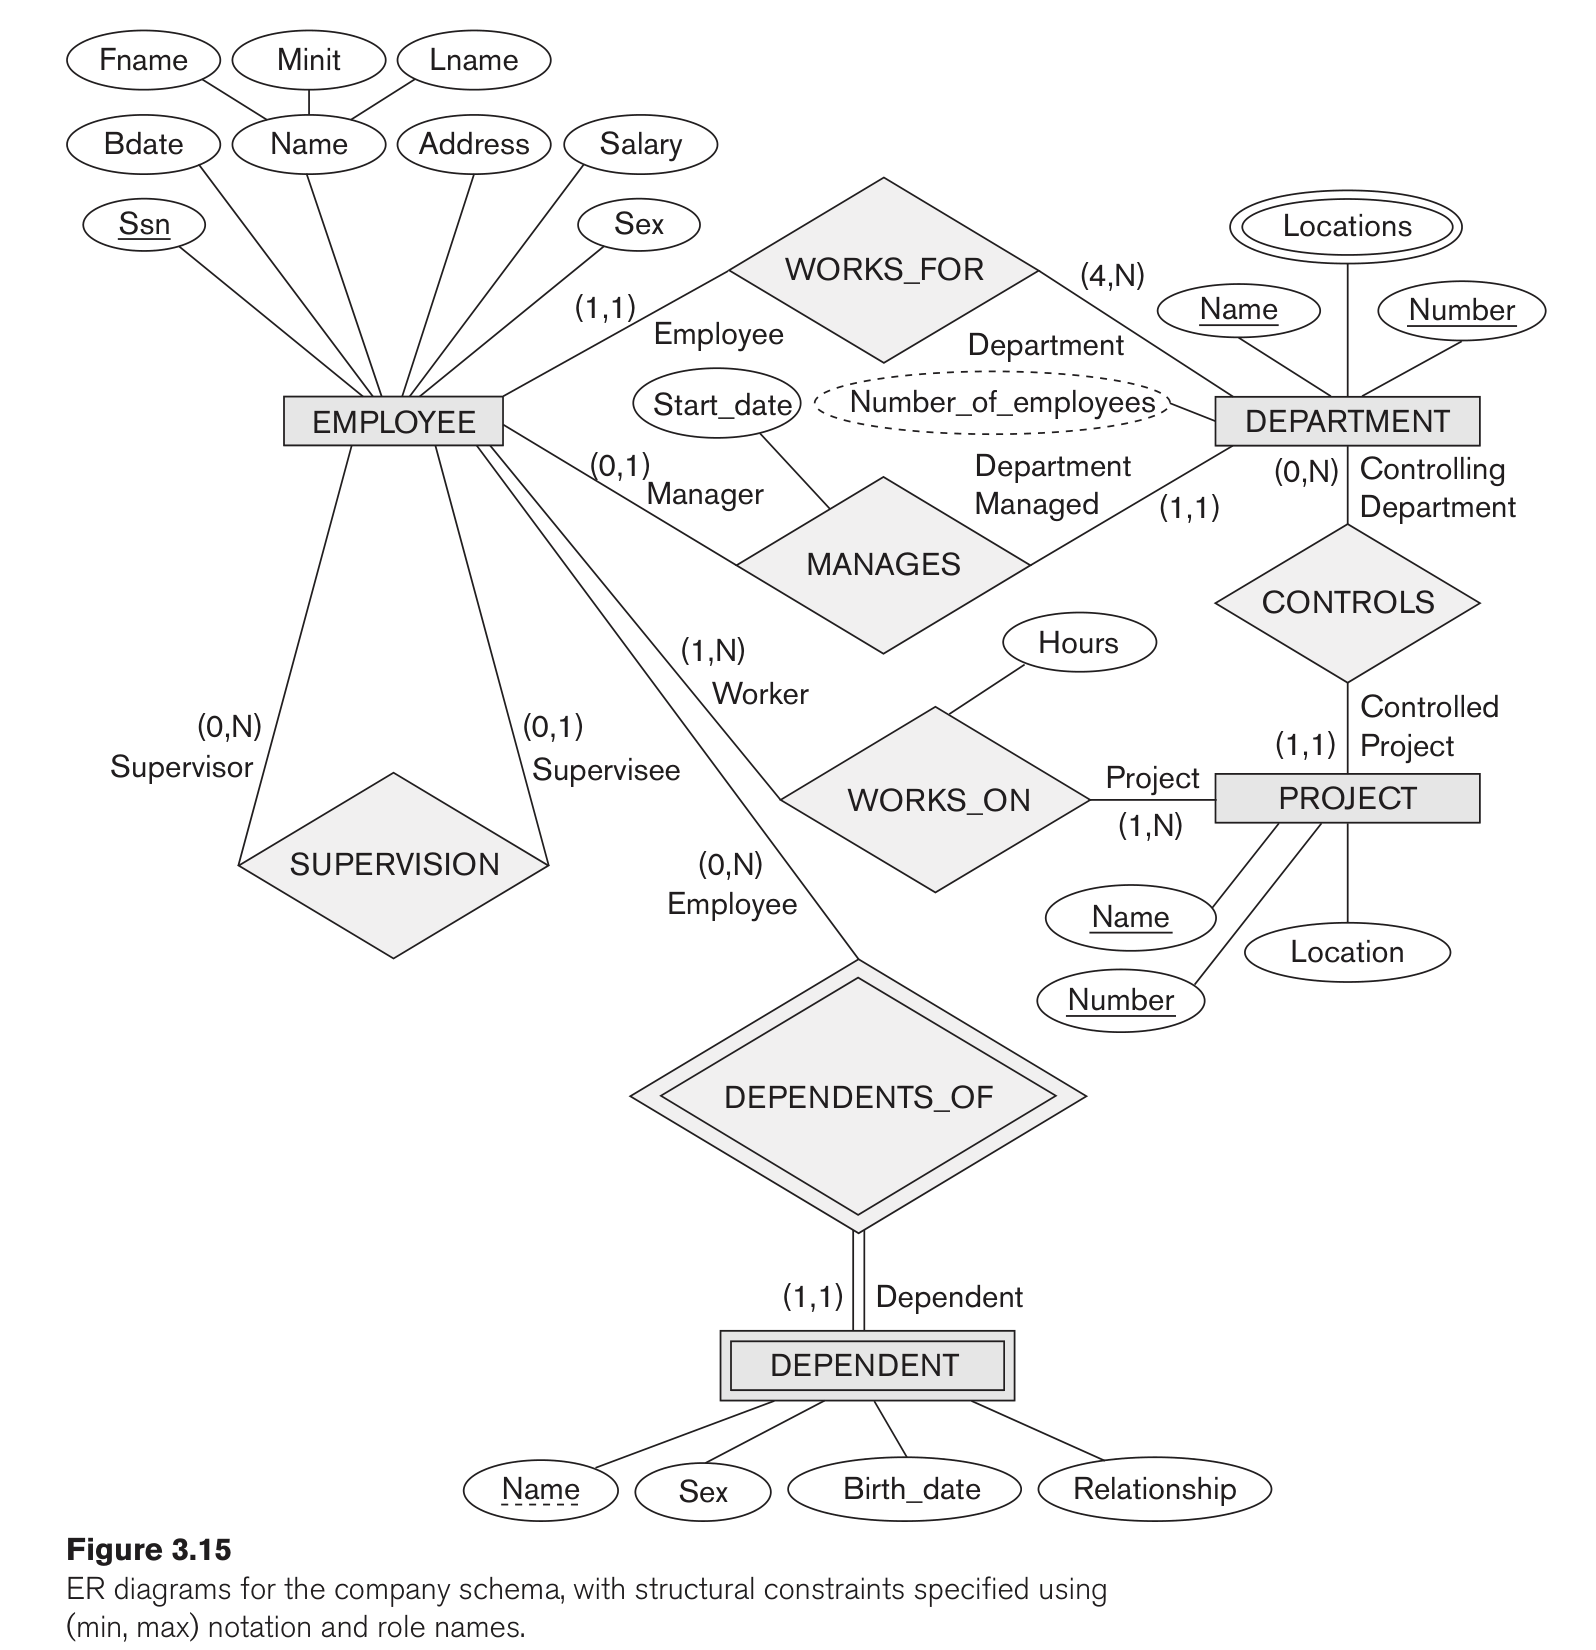 Fname
Minit
Lname
Bdate
Name
Address
Salary
Ssn
Sex
WORKS_FOR
Locations
(1,1)
Employee
(4,N)
Department
Name
Number
Start_date
Number_of_employees
EMPLOYEE
DEPARTMENT
(0,1)
Manager
Department
Managed
(1,1)
(0,N)
Controlling
Department
MANAGES
CONTROLS
(1,N)
Worker
Hours
(0,N)
Supervisor
(0,1)
Supervisee
Controlled
Project
(1,1)
WORKS_ON
Project
(1,N)
PROJECT
SUPERVISION
(0,N)
Employee
Name
Location
Number
DEPENDENTS_OF
(1,1)
Dependent
DEPENDENT
Name
Sex
Birth_date
Relationship
Figure 3.15
ER diagrams for the company schema, with structural constraints specified using
(min, max) notation and role names.